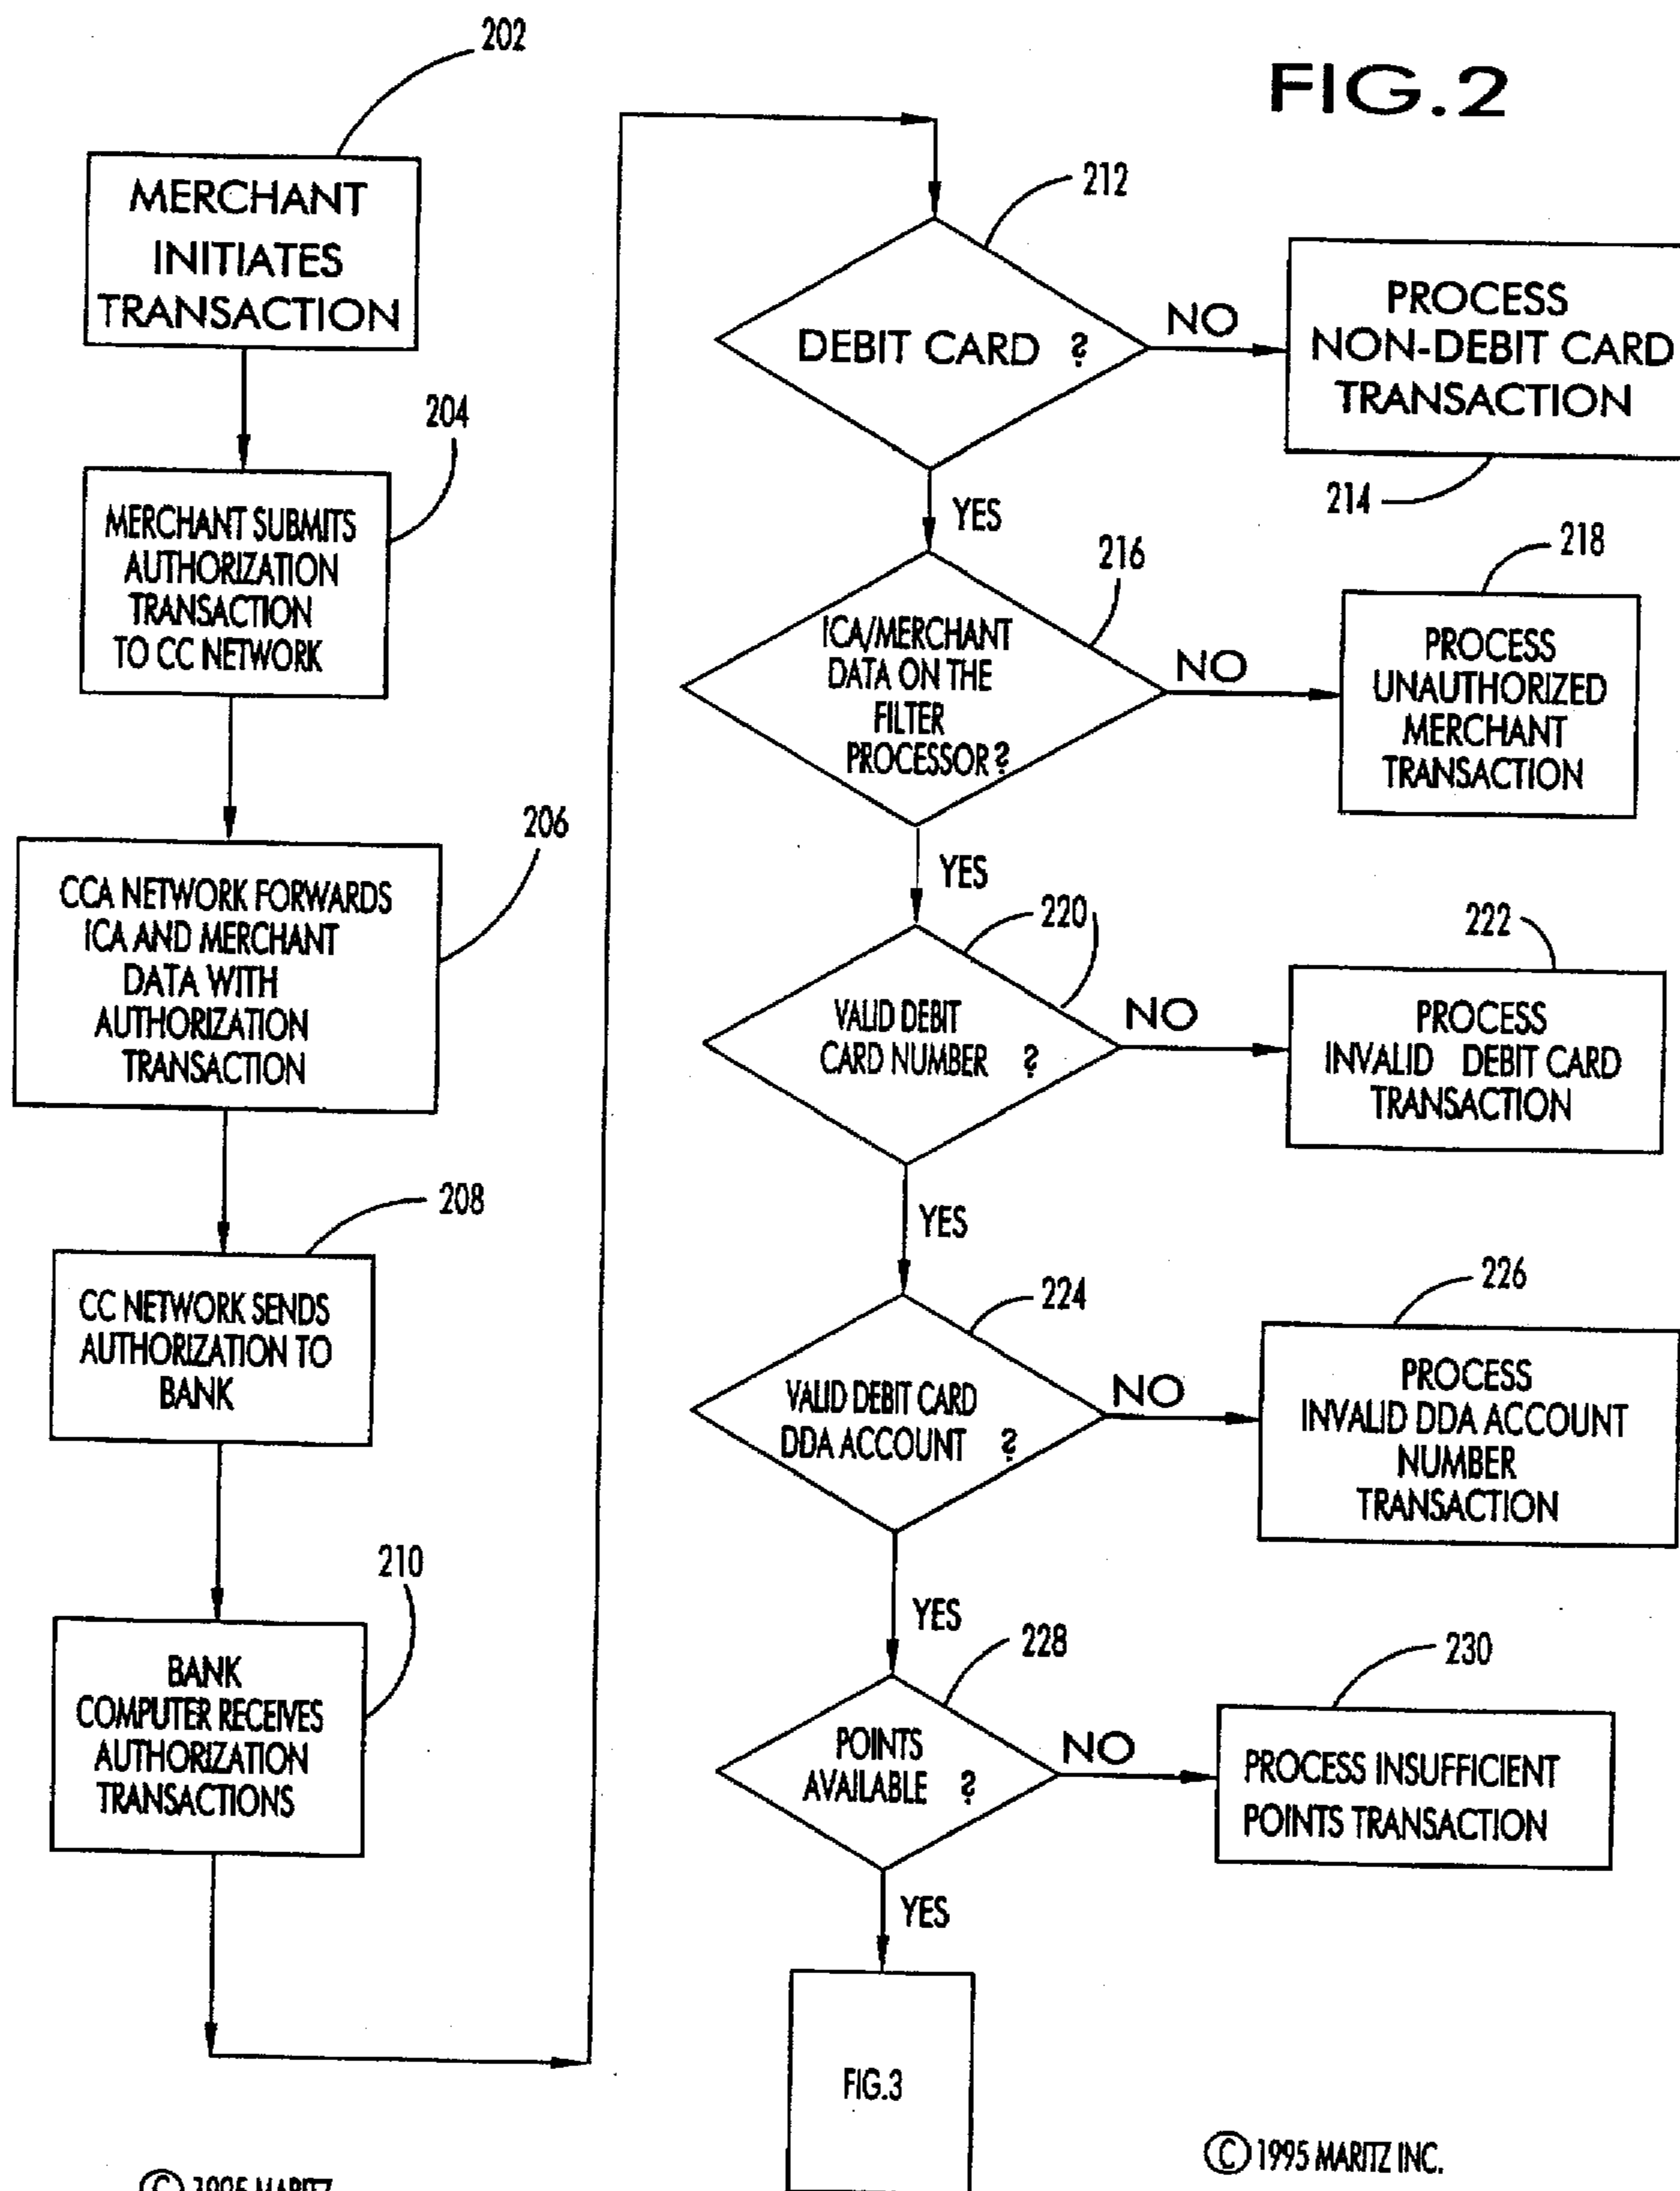 FIG.2
202
MERCHANT
INITIATES
TRANSACTION
204
MERCHANT SUBMITS
AUTHORIZATION
TRANSACTION
TO CC NETWORK
206
CCA NETWORK FORWARDS
ICA AND MERCHANT
DATA WITH
AUTHORIZATION
TRANSACTION
208
CC NETWORK SENDS
AUTHORIZATION TO
BANK
210
BANK
COMPUTER RECEIVES
AUTHORIZATION
TRANSACTIONS
212
DEBIT CARD ?
NO
PROCESS
NON-DEBIT CARD
TRANSACTION
214
YES
216
ICA/MERCHANT
DATA ON THE
FILTER
PROCESSOR?
NO
218
PROCESS
UNAUTHORIZED
MERCHANT
TRANSACTION
YES
220
VALID DEBIT
CARD NUMBER ?
NO
222
PROCESS
INVALID DEBIT CARD
TRANSACTION
YES
224
VALID DEBIT CARD
DDA ACCOUNT ?
NO
226
PROCESS
INVALID DDA ACCOUNT
NUMBER
TRANSACTION
YES
228
POINTS
AVAILABLE ?
NO
230
PROCESS INSUFFICIENT
POINTS TRANSACTION
YES
FIG.3
© 1995 MARITZ INC.
© 1995 MARITZ